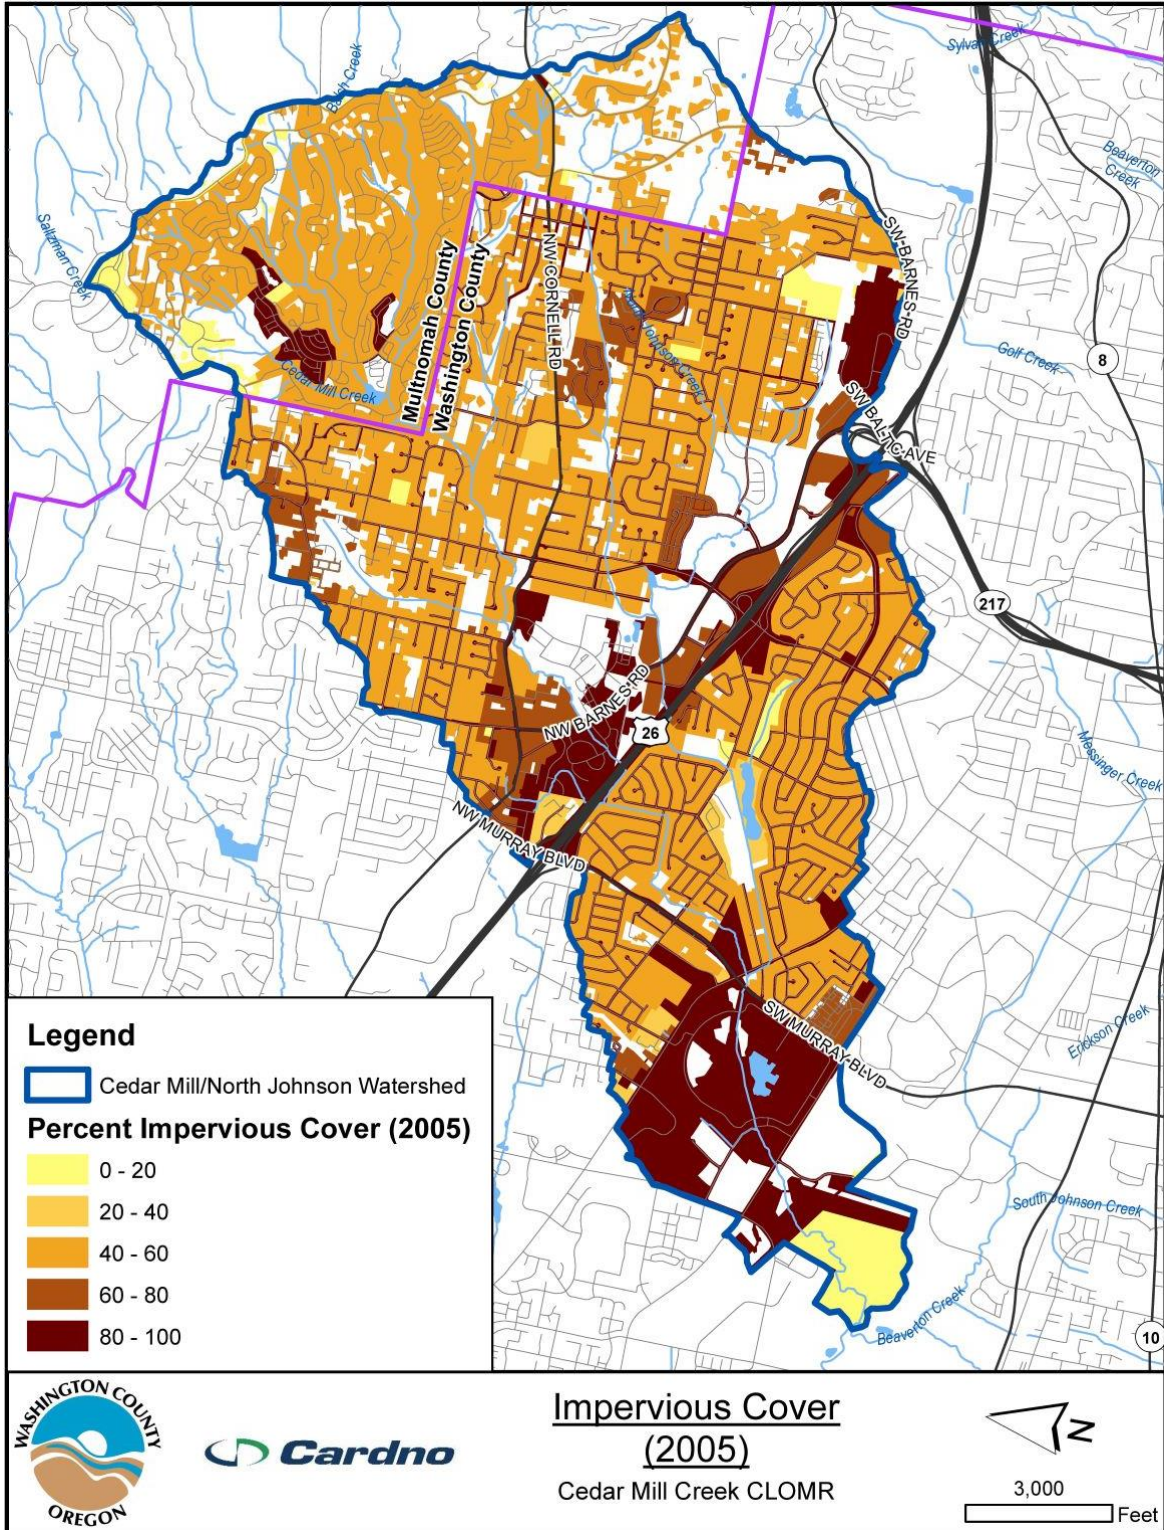 Sylvan Creek
Balch Creek
Beaverton
Creek
Saltzman Creek
SW BARNES RD
Multnomah County
Washington County
NW CORNELL RD
North Johnson Creek
Golf Creek
8
Cedar Mill Creek
SW BALTIC AVE
217
NW BARNES RD
26
Messinger Creek
NW MURRAY BLVD
SW MURRAY BLVD
Erickson Creek
South Johnson Creek
Beaverton Creek
10
Legend
Cedar Mill/North Johnson Watershed
Percent Impervious Cover (2005)
0 - 20
20 - 40
40 - 60
60 - 80
80 - 100
WASHINGTON COUNTY
OREGON
Cardno
Impervious Cover
(2005)
Cedar Mill Creek CLOMR
N
3,000
Feet